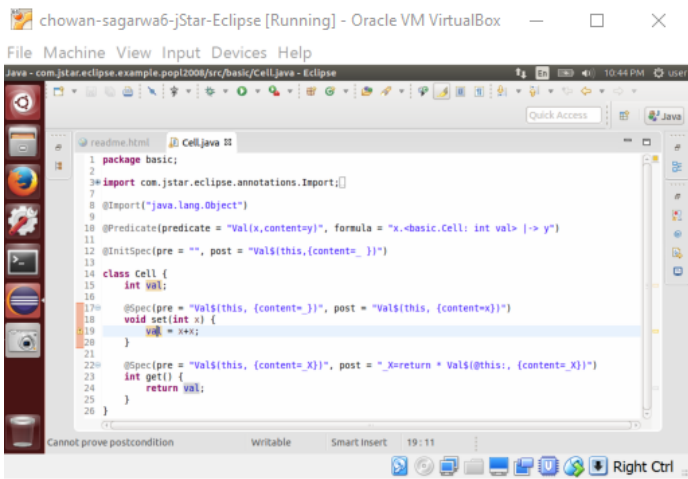 chowan-sagarwa6-jStar-Eclipse [Running] - Oracle VM VirtualBox
File Machine View Input Devices Help
Java - com.jstar.eclipse.example.popl2008/src/basic/Cell.java - Eclipse
En 10:44 PM user
Quick Access Java
readme.html Cell.java
1 package basic;
2
3 import com.jstar.eclipse.annotations.Import;
7
8 @Import("java.lang.Object")
9
10 @Predicate(predicate = "Val(x,content=y)", formula = "x.<basic.Cell: int val> |-> y")
11
12 @InitSpec(pre = "", post = "Val$(this,{content=_ })")
13
14 class Cell {
15 int val;
16
17 @Spec(pre = "Val$(this, {content=_})", post = "Val$(this, {content=x})")
18 void set(int x) {
19 val = x+x;
20 }
21
22 @Spec(pre = "Val$(this, {content=_X})", post = "_X=return * Val$(@this:, {content=_X})")
23 int get() {
24 return val;
25 }
26 }
Cannot prove postcondition Writable Smart Insert 19 : 11
Right Ctrl